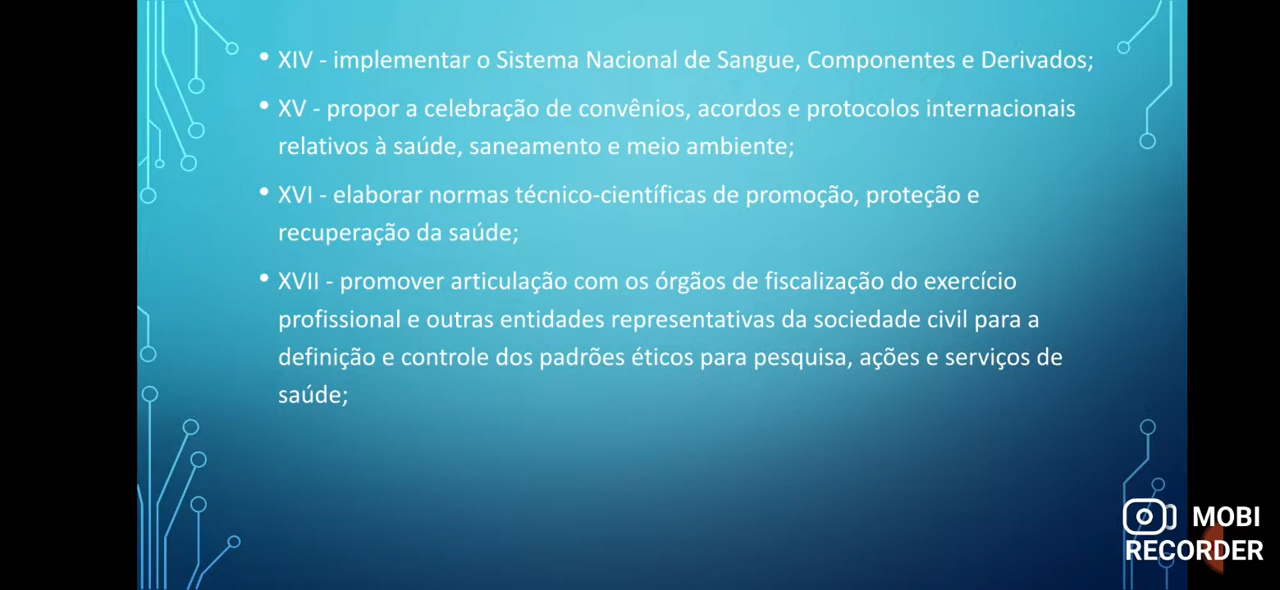 • XIV - implementar o Sistema Nacional de Sangue, Componentes e Derivados;
• XV - propor a celebração de convênios, acordos e protocolos internacionais
relativos à saúde, saneamento e meio ambiente;
• XVI - elaborar normas técnico-científicas de promoção, proteção e
recuperação da saúde;
• XVII - promover articulação com os órgãos de fiscalização do exercício
profissional e outras entidades representativas da sociedade civil para a
definição e controle dos padrões éticos para pesquisa, ações e serviços de
saúde;
MOBI
RECORDER